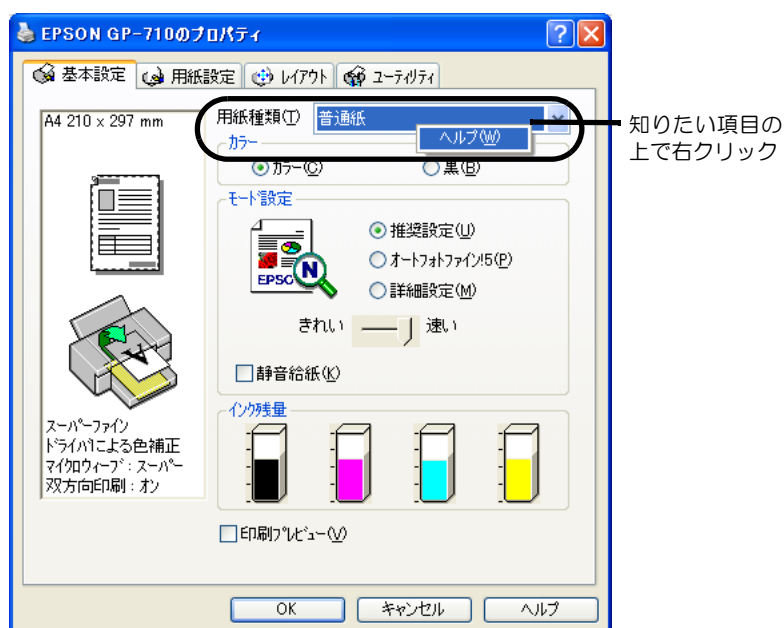 EPSON GP-710のプロパティ
基本設定 用紙設定 レイアウト ユーティリティ
A4 210 x 297 mm
用紙種類(T) 普通紙
ヘルプ(W)
知りたい項目の
上で右クリック
カラー
カラー(C) 黒(B)
モード設定
EPSO N
推奨設定(U)
オートフォトファイン!5(P)
詳細設定(M)
きれい 速い
静音給紙(K)
スーパーファイン
ドライバによる色補正
マイクロウィーブ : スーパー
双方向印刷 : オン
インク残量
印刷プレビュー(V)
OK キャンセル ヘルプ